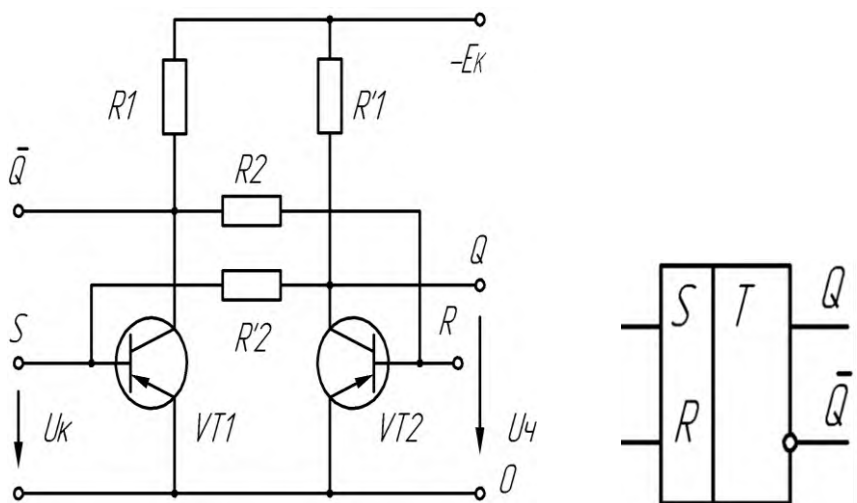 -Eк
R1
R'1
Q̄
R2
Q
S
R'2
R
Uк
VT1
VT2
Uч
0
S T Q
R Q̄